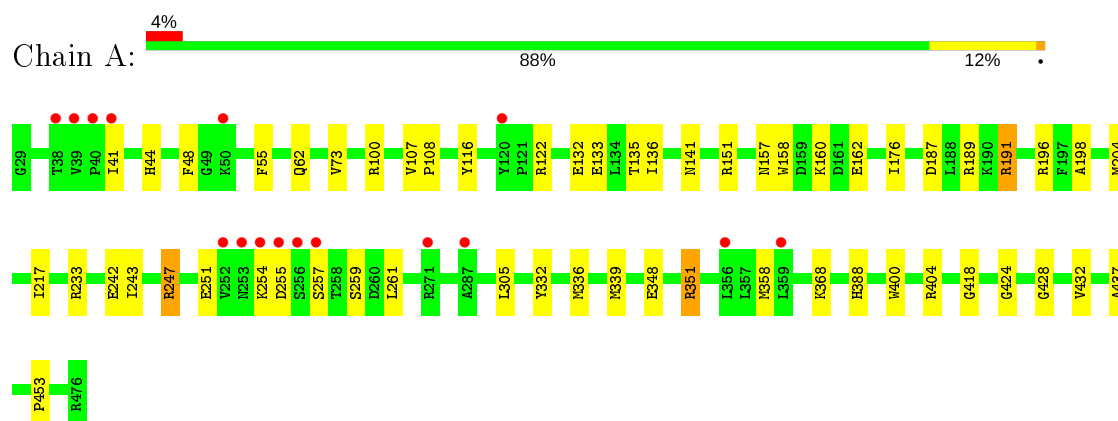 4%
Chain A:
88% 12% •
G29 T38 V39 P40 I41 H44 F48 G49 K50 F55 Q62 V73 R100 V107 P108 Y116 Y120 P121 R122 E132 E133 L134 T135 I136 N141 R151 N157 W158 D159 K160 D161 E162 I176 D187 L188 R189 K190 R191 R196 F197 A198 M204
I217 R233 E242 I243 R247 E251 V252 N253 K254 D255 S256 S257 T258 S259 D260 L261 R271 A287 L305 Y332 M336 M339 E348 R351 L356 L357 M358 L359 K368 H388 W400 R404 G418 G424 G428 V432 A437
P453 R476